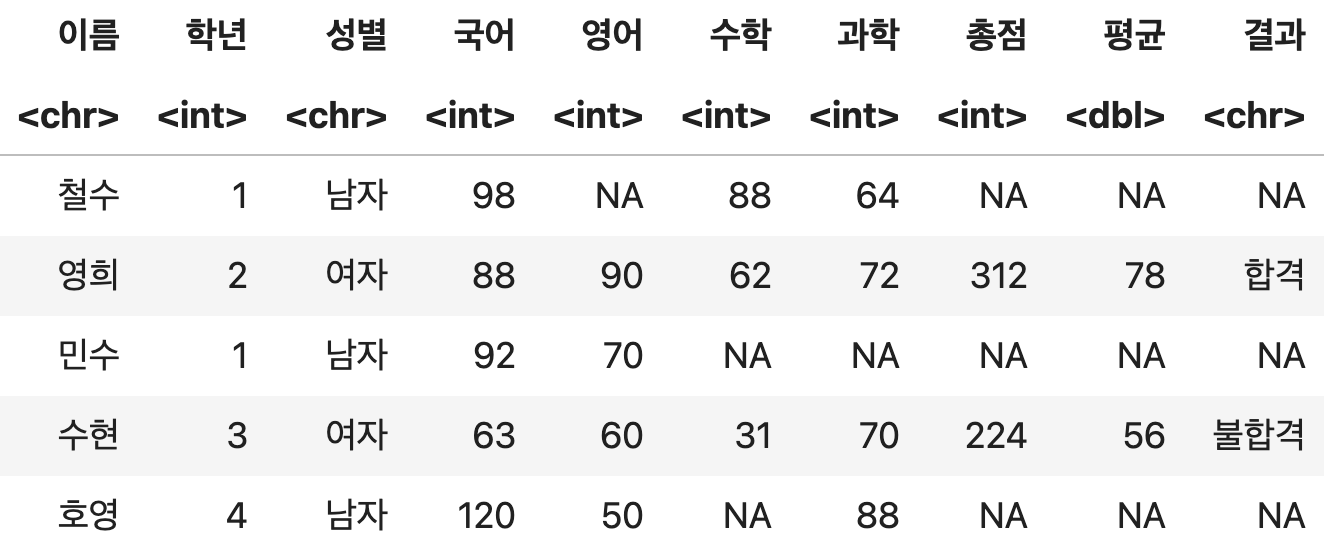 이름 학년 성별 국어 영어 수학 과학 총점 평균 결과
<chr> <int> <chr> <int> <int> <int> <int> <int> <dbl> <chr>
철수 1 남자 98 NA 88 64 NA NA NA
영희 2 여자 88 90 62 72 312 78 합격
민수 1 남자 92 70 NA NA NA NA NA
수현 3 여자 63 60 31 70 224 56 불합격
호영 4 남자 120 50 NA 88 NA NA NA